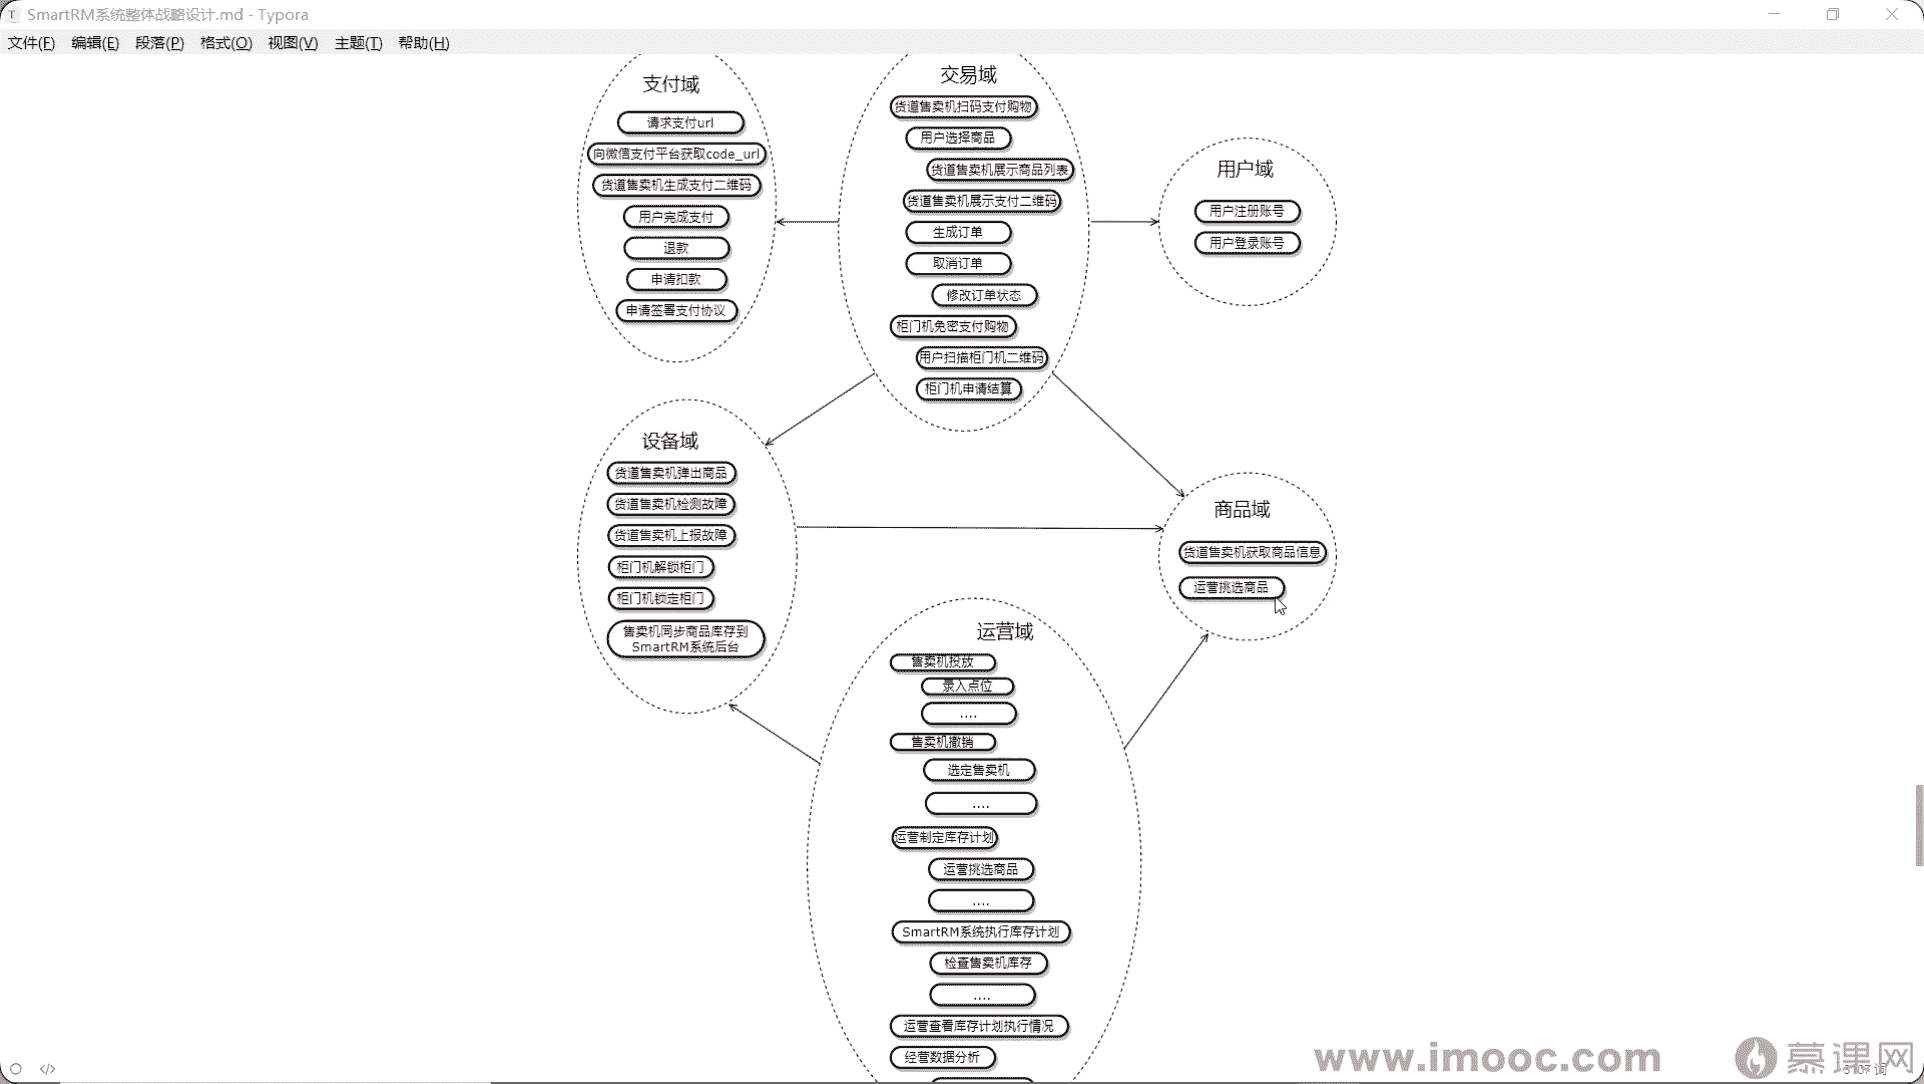 SmartRM系统整体战略设计.md - Typora
文件(F) 编辑(E) 段落(P) 格式(O) 视图(V) 主题(T) 帮助(H)
支付域
请求支付url
向微信支付平台获取code_url
货道售卖机生成支付二维码
用户完成支付
退款
申请扣款
申请签署支付协议
交易域
货道售卖机扫码支付购物
用户选择商品
货道售卖机展示商品列表
货道售卖机展示支付二维码
生成订单
取消订单
修改订单状态
柜门机免密支付购物
用户扫描柜门机二维码
柜门机申请结算
用户域
用户注册账号
用户登录账号
设备域
货道售卖机弹出商品
货道售卖机检测故障
货道售卖机上报故障
柜门机解锁柜门
柜门机锁定柜门
售卖机同步商品库存到
SmartRM系统后台
商品域
货道售卖机获取商品信息
运营挑选商品
运营域
售卖机投放
录入点位
....
售卖机撤销
选定售卖机
....
运营制定库存计划
运营挑选商品
....
SmartRM系统执行库存计划
检查售卖机库存
....
运营查看库存计划执行情况
经营数据分析
www.imooc.com
慕课网